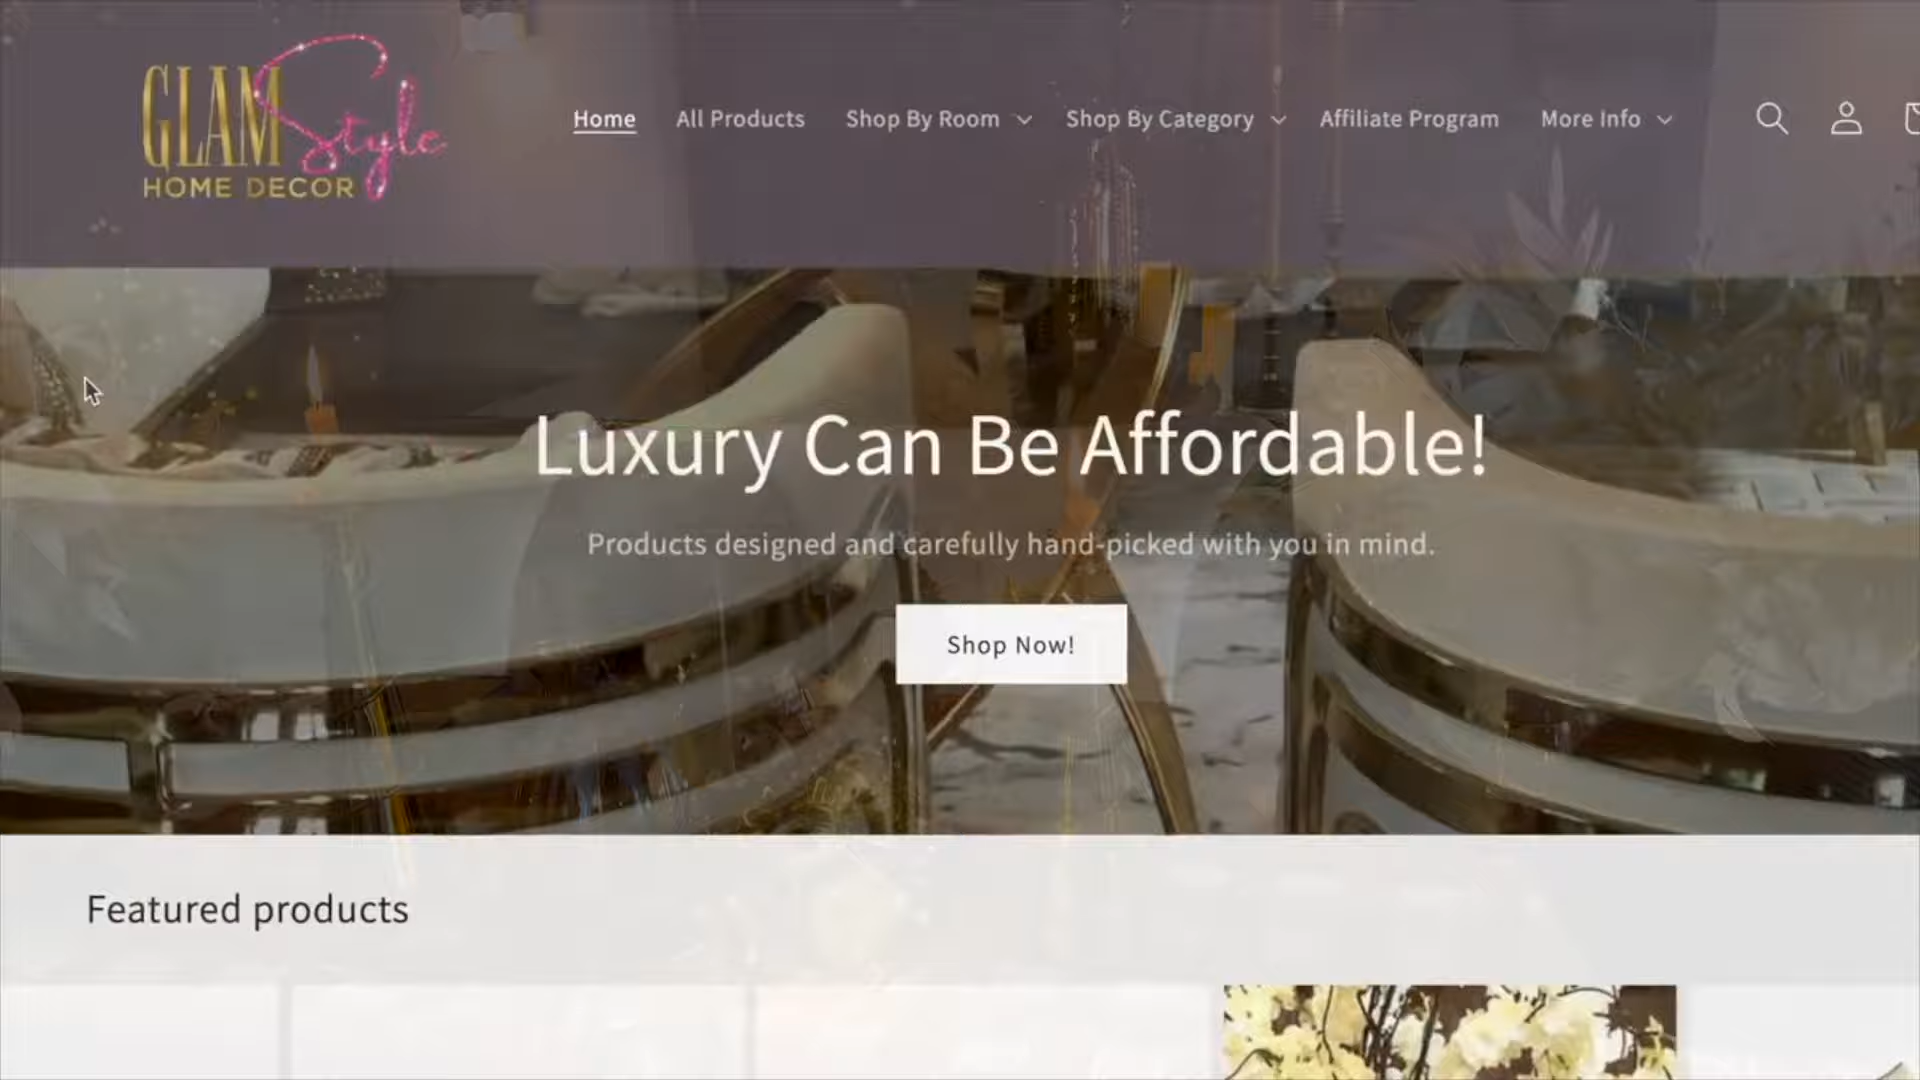 GLAM Style
HOME DECOR
Home All Products Shop By Room Shop By Category Affiliate Program More Info
Luxury Can Be Affordable!
Products designed and carefully hand-picked with you in mind.
Shop Now!
Featured products